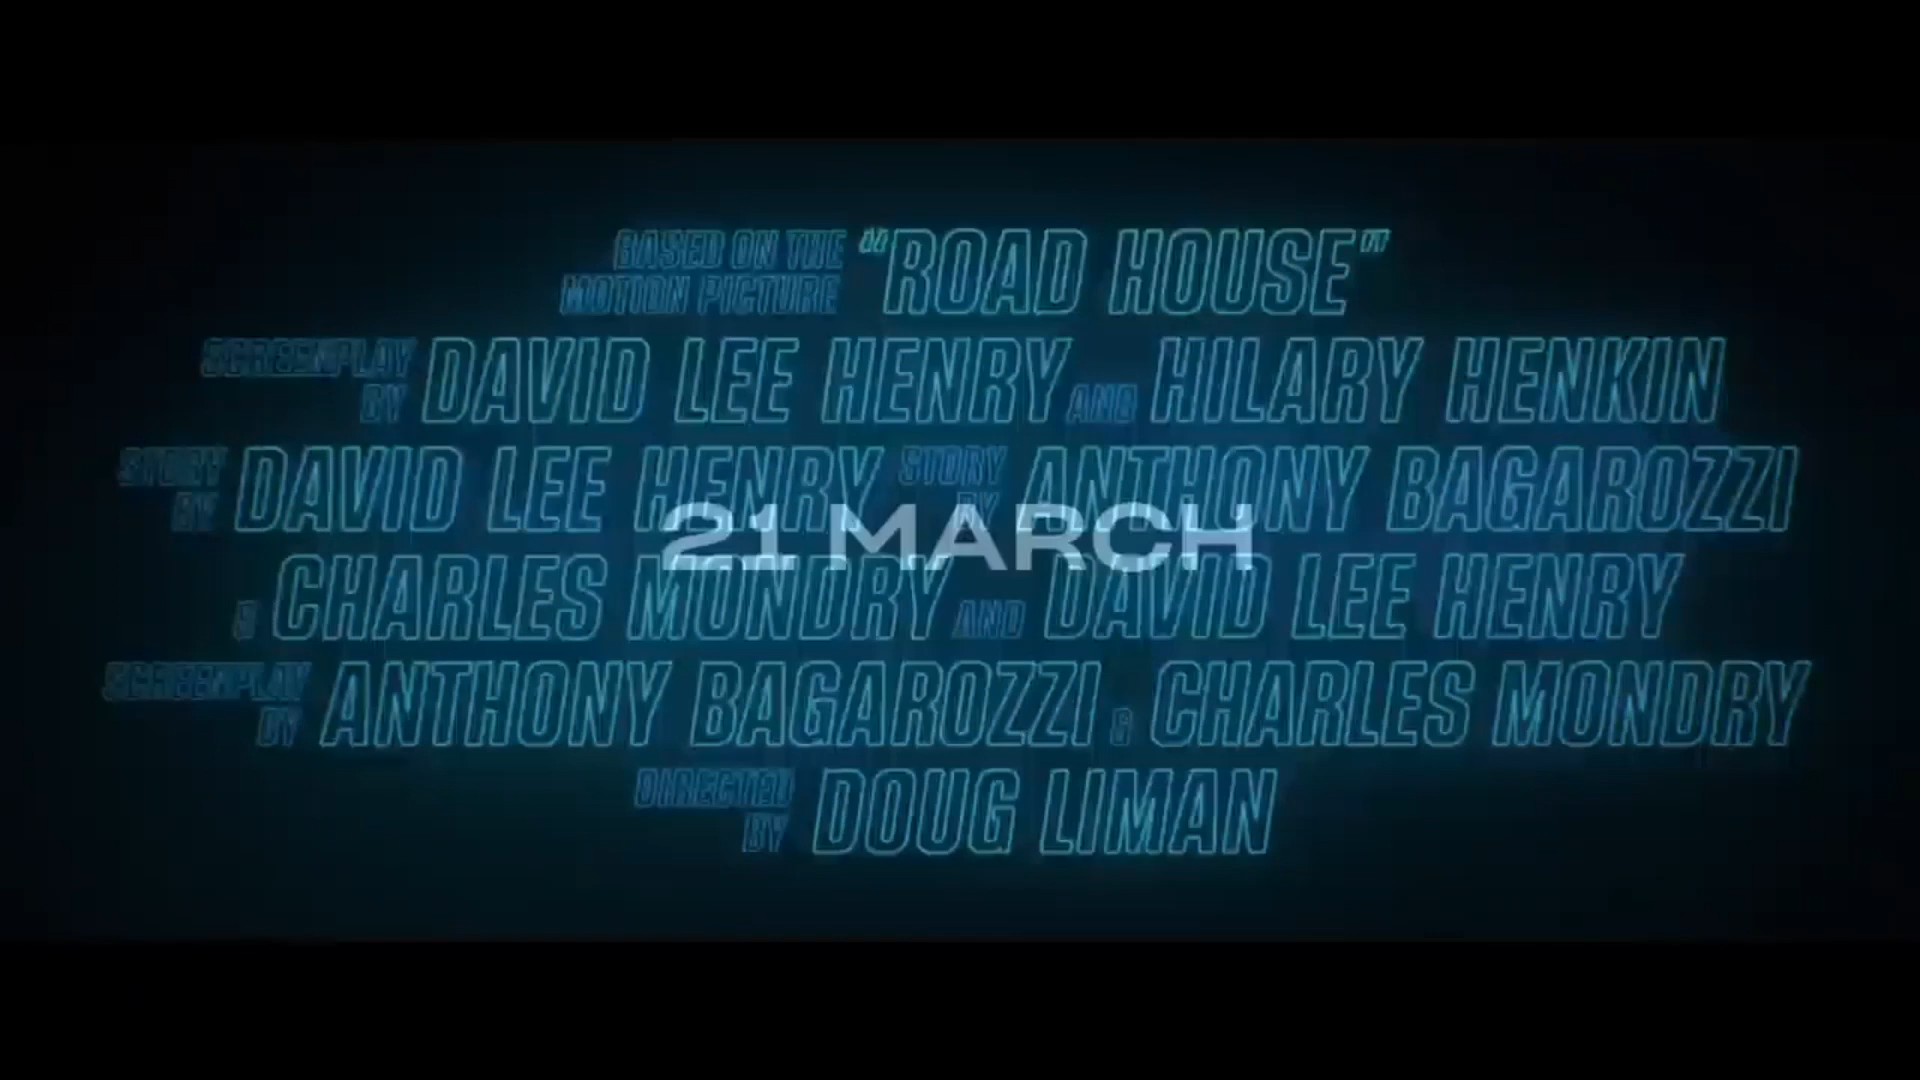 BASED ON THE
MOTION PICTURE "ROAD HOUSE"
SCREENPLAY BY DAVID LEE HENRY AND HILARY HENKIN
STORY BY DAVID LEE HENRY STORY BY ANTHONY BAGAROZZI
21 MARCH
& CHARLES MONDRY AND DAVID LEE HENRY
SCREENPLAY BY ANTHONY BAGAROZZI & CHARLES MONDRY
DIRECTED BY DOUG LIMAN